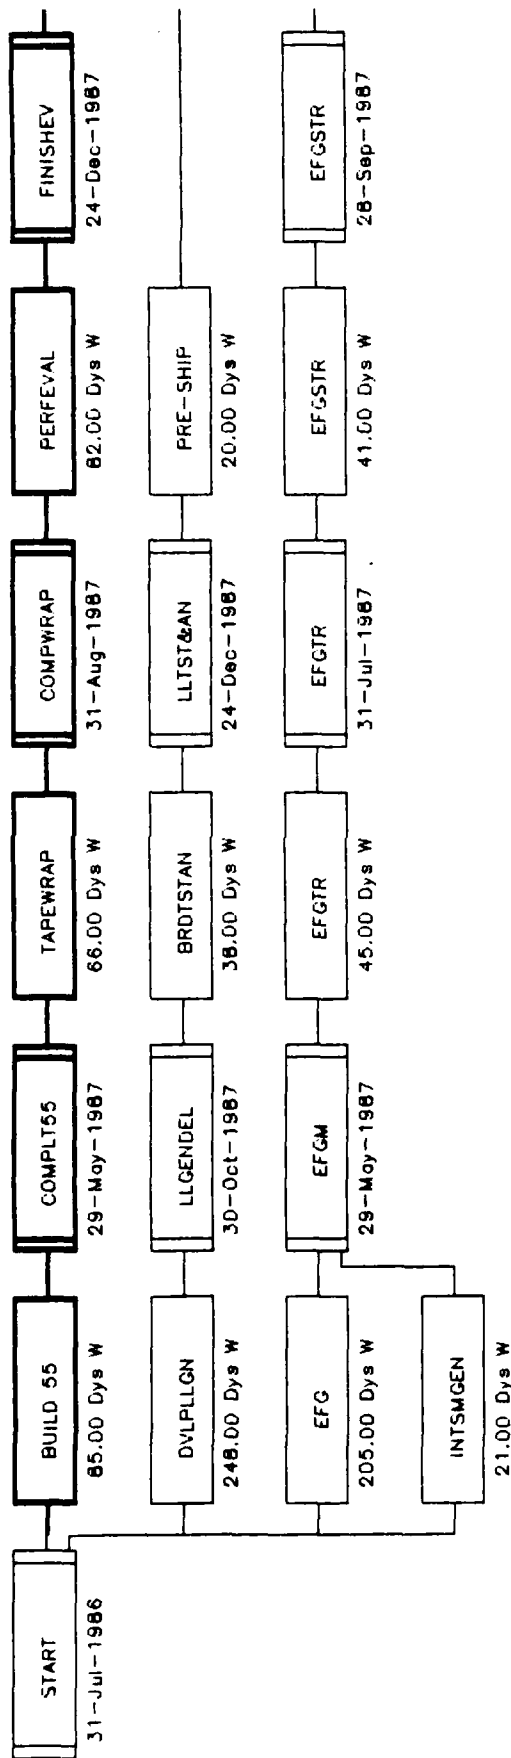 START
31-Jul-1986
BUILD 55
85.00 Dys W
COMPLT55
29-May-1987
TAPEWRAP
66.00 Dys W
COMPWRAP
31-Aug-1987
PERFEVAL
82.00 Dys W
FINISHEV
24-Dec-1987
DVLPLLGN
248.00 Dys W
LLGENDEL
30-Oct-1987
BRDTSTAN
38.00 Dys W
LLTST&AN
24-Dec-1987
PRE-SHIP
20.00 Dys W
EFG
205.00 Dys W
EFGM
29-May-1987
EFGTR
45.00 Dys W
EFGTR
31-Jul-1987
EFGSTR
41.00 Dys W
EFGSTR
28-Sep-1987
INTSMGEN
21.00 Dys W